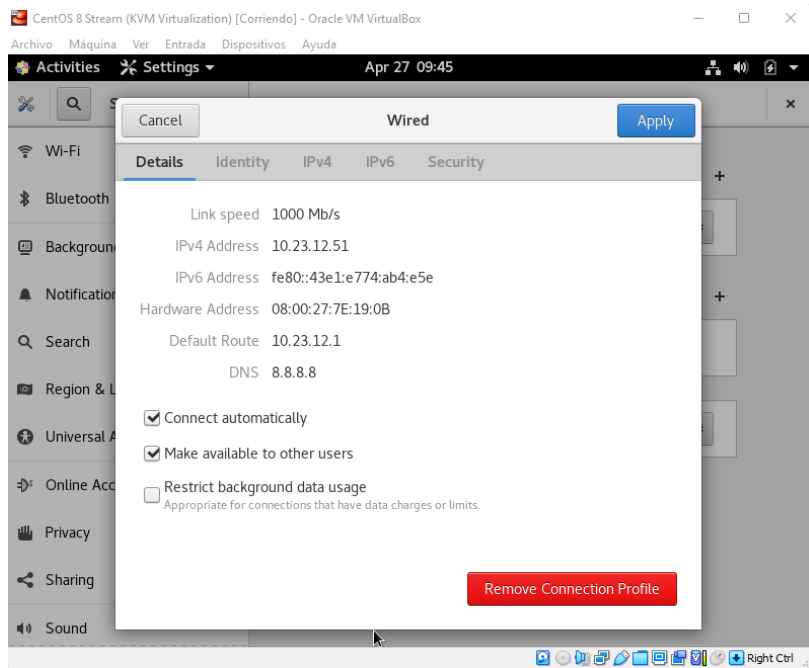 CentOS 8 Stream (KVM Virtualization) [Corriendo] - Oracle VM VirtualBox
Archivo Máquina Ver Entrada Dispositivos Ayuda
Activities Settings Apr 27 09:45
Cancel Wired Apply
Details Identity IPv4 IPv6 Security
Wi-Fi
Bluetooth
Backgroun
Notification
Search
Region & L
Universal A
Online Acc
Privacy
Sharing
Sound
Link speed 1000 Mb/s
IPv4 Address 10.23.12.51
IPv6 Address fe80::43e1:e774:ab4:e5e
Hardware Address 08:00:27:7E:19:0B
Default Route 10.23.12.1
DNS 8.8.8.8
Connect automatically
Make available to other users
Restrict background data usage
Appropriate for connections that have data charges or limits.
Remove Connection Profile
Right Ctrl